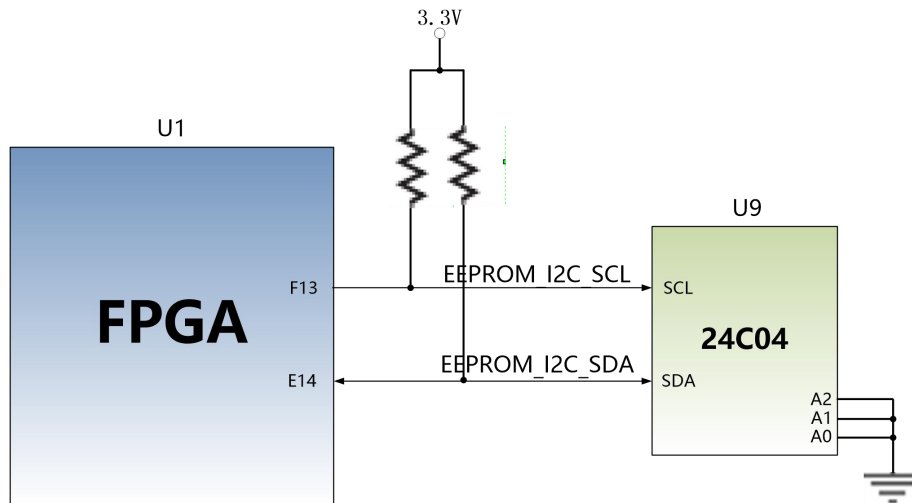 3.3V
U1
U9
EEPROM_I2C_SCL
F13
SCL
FPGA
24C04
EEPROM_I2C_SDA
E14
SDA
A2
A1
A0